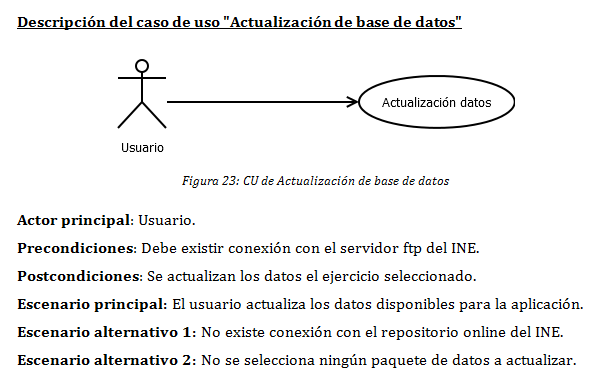 Descripción del caso de uso "Actualización de base de datos"
Actualización datos
Usuario
Figura 23: CU de Actualización de base de datos
Actor principal: Usuario.
Precondiciones: Debe existir conexión con el servidor ftp del INE.
Postcondiciones: Se actualizan los datos el ejercicio seleccionado.
Escenario principal: El usuario actualiza los datos disponibles para la aplicación.
Escenario alternativo 1: No existe conexión con el repositorio online del INE.
Escenario alternativo 2: No se selecciona ningún paquete de datos a actualizar.